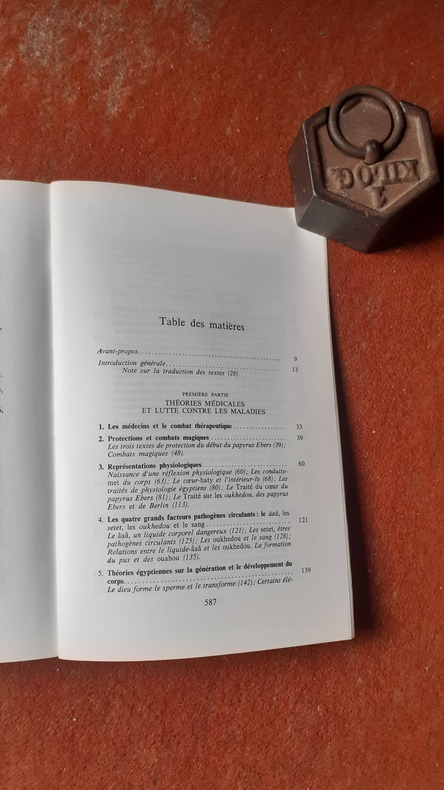 1
KILOG.
Table des matières
Avant-propos 9
Introduction générale 13
Note sur la traduction des textes (28).
PREMIÈRE PARTIE
THÉORIES MÉDICALES
ET LUTTE CONTRE LES MALADIES
1. Les médecins et le combat thérapeutique 33
2. Protections et combats magiques 39
Les trois textes de protection du début du papyrus Ebers (39);
Combats magiques (48).
3. Représentations physiologiques 60
Naissance d'une réflexion physiologique (60); Les conduits-
met du corps (63); Le cœur-haty et l'intérieur-ib (68); Les
traités de physiologie égyptiens (80); Le Traité du cœur du
papyrus Ebers (81); Le Traité sur les oukhedou, des papyrus
Ebers et de Berlin (113).
4. Les quatre grands facteurs pathogènes circulants : le âaâ, les
setet, les oukhedou et le sang 121
Le âaâ, un liquide corporel dangereux (121); Les setet, êtres
pathogènes circulants (125); Les oukhedou et le sang (128);
Relations entre le liquide-âaâ et les oukhedou. La formation
du pus et des ouahou (135).
5. Théories égyptiennes sur la génération et le développement du
corps 139
Le dieu forme le sperme et le transforme (142); Certains élé-
587